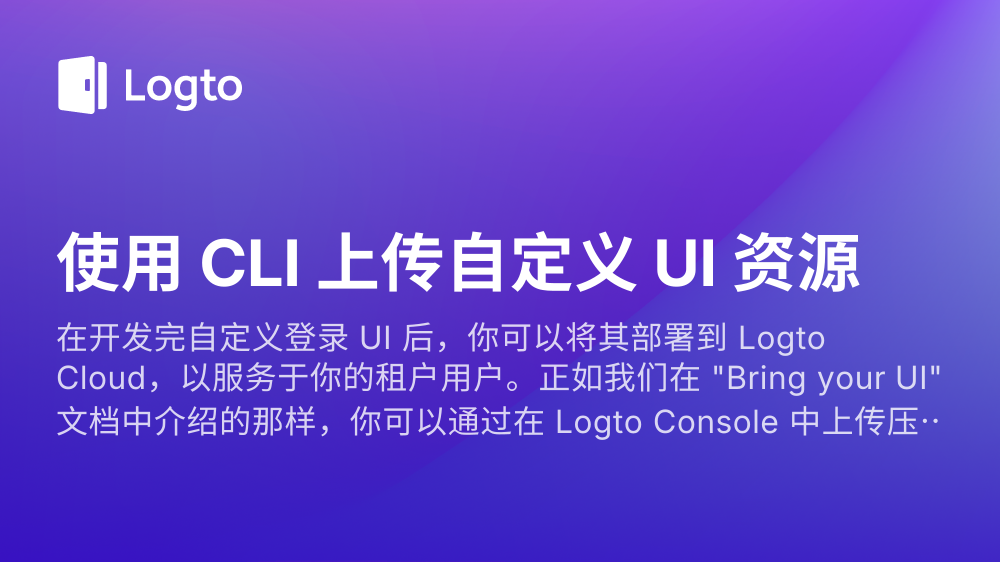 Logto
使用 CLI 上传自定义 UI 资源
在开发完自定义登录 UI 后，你可以将其部署到 Logto
Cloud，以服务于你的租户用户。正如我们在 "Bring your UI"
文档中介绍的那样，你可以通过在 Logto Console 中上传压··